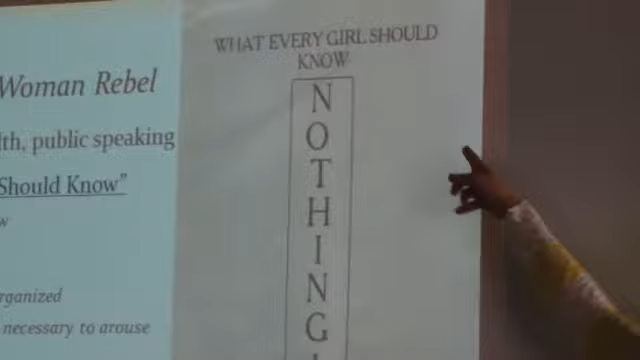 Woman Rebel
lth, public speaking
Should Know”
w
rganized
necessary to arouse
WHAT EVERY GIRL SHOULD
KNOW
N
O
T
H
I
N
G